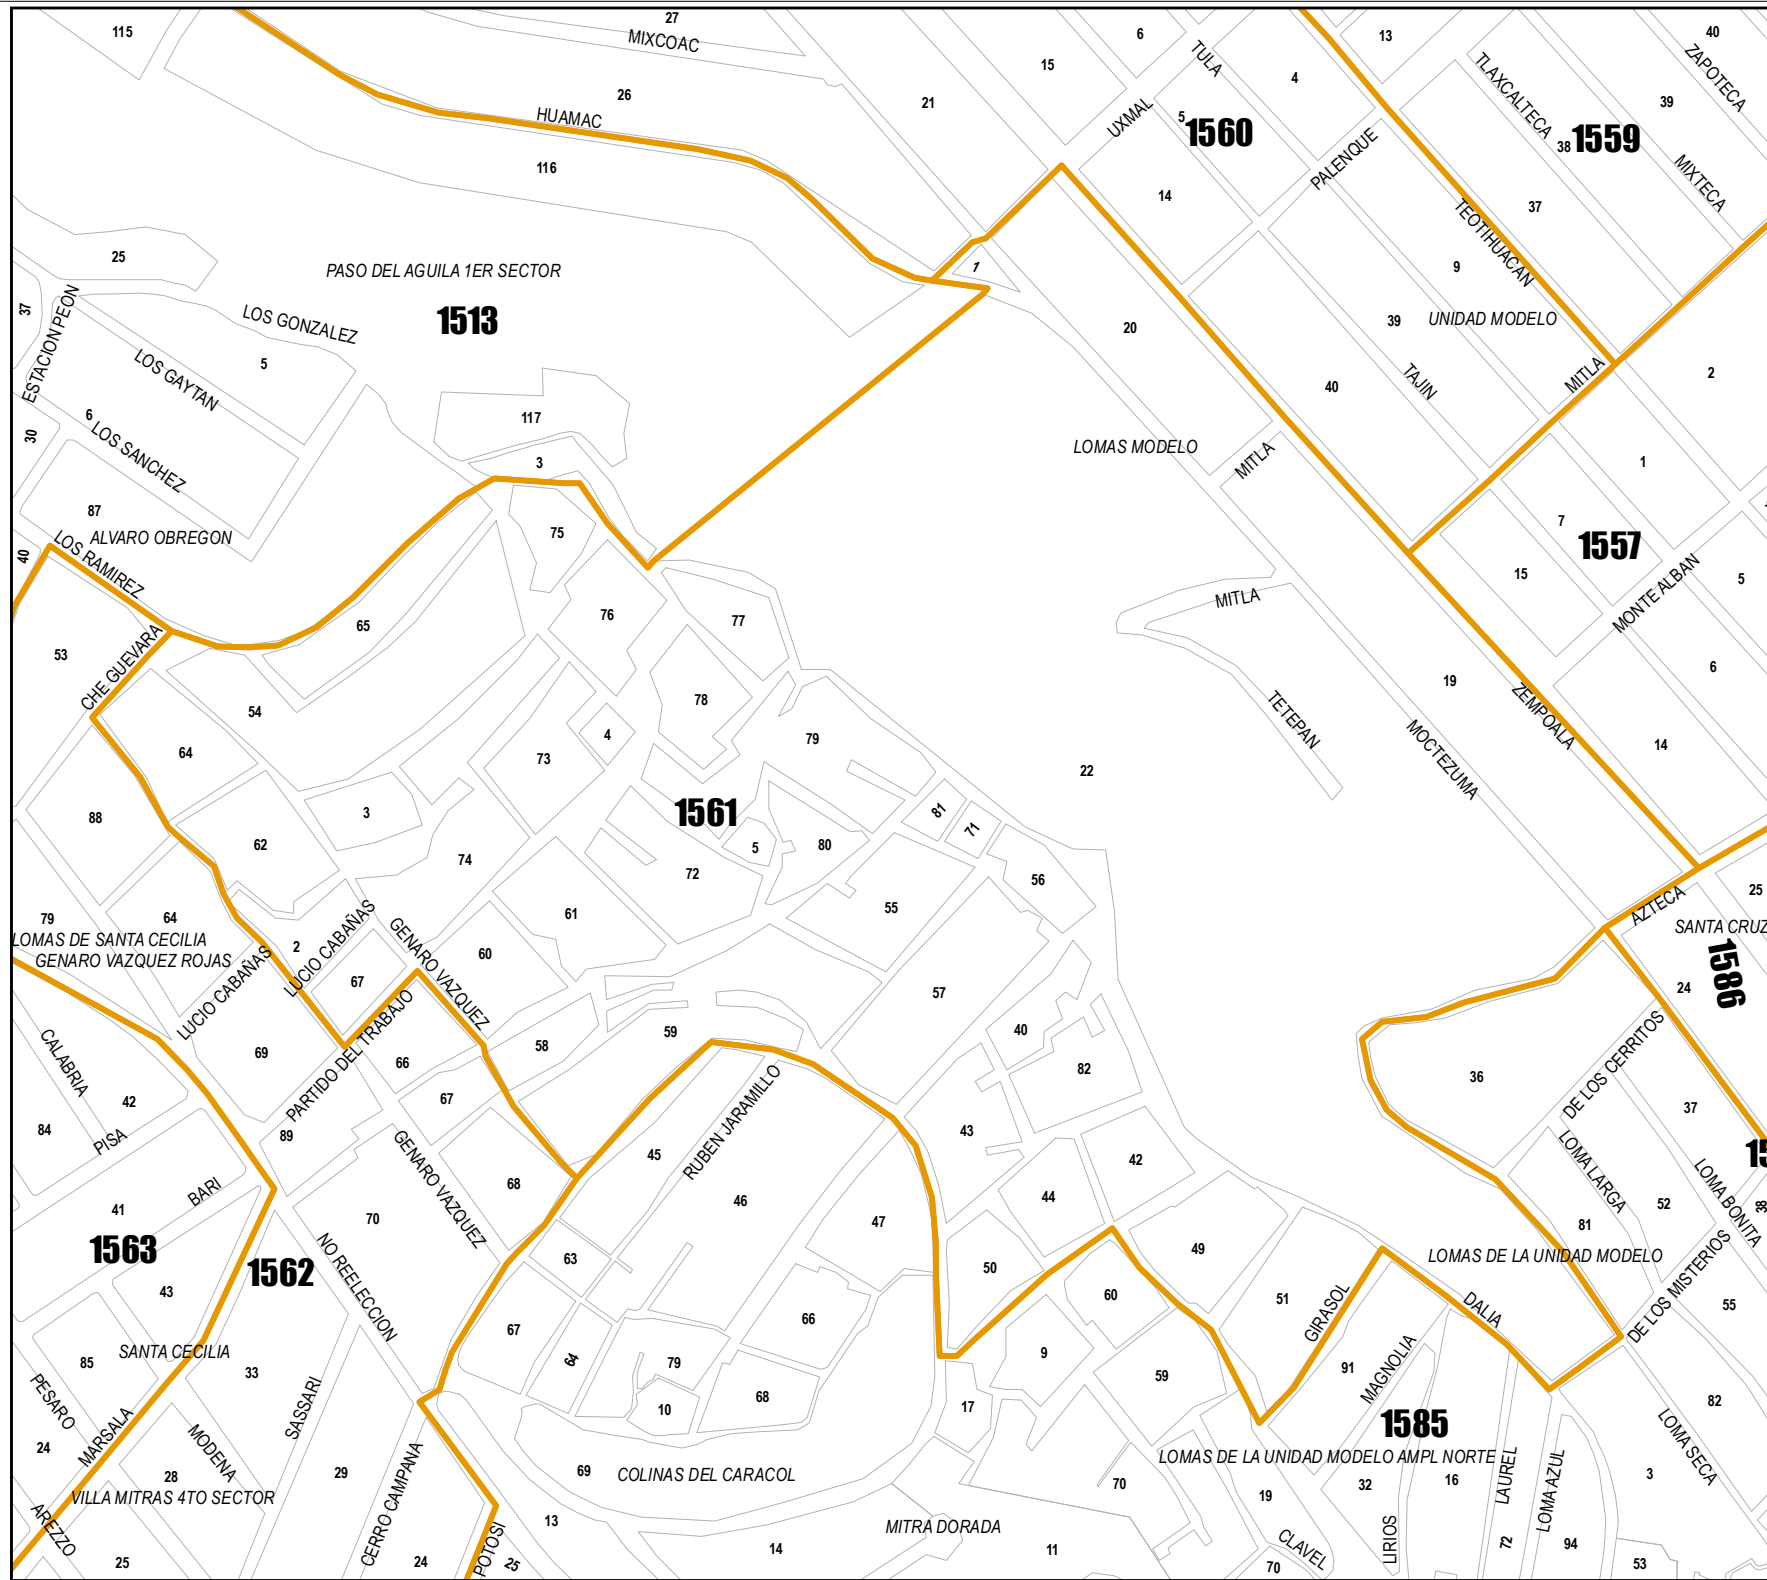 27
115
MIXCOAC
6
13
40
15
TULA
4
TLAXCALTECA
ZAPOTECA
26
21
39
HUAMAC
UXMAL
5
1560
38
1559
PALENQUE
116
14
MIXTECA
37
TEOTIHUACAN
25
PASO DEL AGUILA 1ER SECTOR
1
9
37
ESTACION PEON
LOS GONZALEZ
1513
20
39
UNIDAD MODELO
5
LOS GAYTAN
40
TAJIN
MITLA
2
6
117
30
LOS SANCHEZ
3
LOMAS MODELO
MITLA
1
87
7
ALVARO OBREGON
75
1557
40
LOS RAMIREZ
15
5
MITLA
MONTE ALBAN
76
77
65
53
CHE GUEVARA
6
19
78
54
TETEPAN
ZEMPOALA
4
79
64
73
MOCTEZUMA
14
22
88
3
1561
81
71
62
5
80
74
72
56
25
79
64
LUCIO CABAÑAS
61
55
AZTECA
SANTA CRUZ
LOMAS DE SANTA CECILIA
2
GENARO VAZQUEZ
60
GENARO VAZQUEZ ROJAS
LUCIO CABAÑAS
67
1586
24
57
PARTIDO DEL TRABAJO
59
40
CALABRIA
69
66
58
DE LOS CERRITOS
82
36
42
67
37
84
PISA
89
43
45
RUBEN JARAMILLO
GENARO VAZQUEZ
42
LOMA LARGA
15
68
LOMA BONITA
BARI
44
41
70
46
47
52
38
81
1563
NO REELECCION
49
DE LOS MISTERIOS
1562
63
50
LOMAS DE LA UNIDAD MODELO
43
60
51
GIRASOL
DALIA
55
67
66
SANTA CECILIA
85
33
64
79
9
91
MAGNOLIA
59
PESARO
SASSARI
10
68
17
82
1585
MARSALA
MODENA
24
LOMA SECA
LOMAS DE LA UNIDAD MODELO AMPL NORTE
28
29
69
COLINAS DEL CARACOL
70
32
16
LAUREL
LOMA AZUL
3
VILLA MITRAS 4TO SECTOR
CERRO CAMPANA
19
AREZZO
13
MITRA DORADA
POTOSI
14
11
CLAVEL
LIRIOS
72
94
25
24
25
70
53